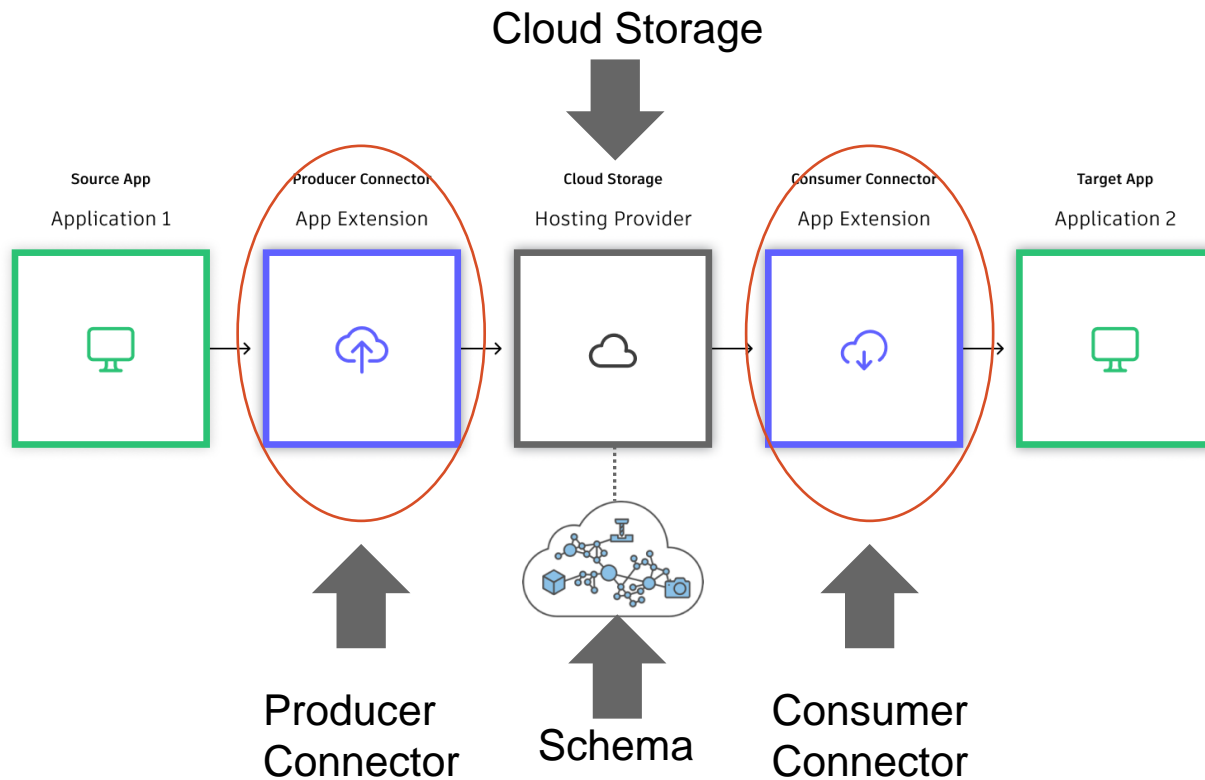 Cloud Storage
Source App
Application 1
Producer Connector
App Extension
Cloud Storage
Hosting Provider
Consumer Connector
App Extension
Target App
Application 2
Producer
Connector
Schema
Consumer
Connector